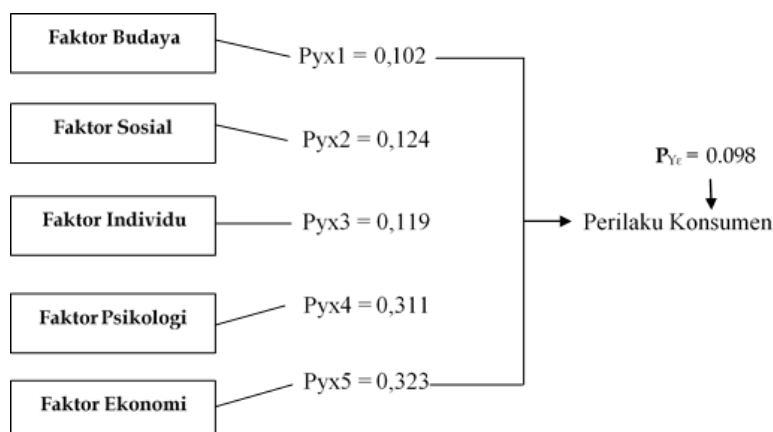 Faktor Budaya
Pyx1 = 0,102
Faktor Sosial
Pyx2 = 0,124
P_Yε = 0.098
Faktor Individu
Pyx3 = 0,119
Perilaku Konsumen
Faktor Psikologi
Pyx4 = 0,311
Faktor Ekonomi
Pyx5 = 0,323